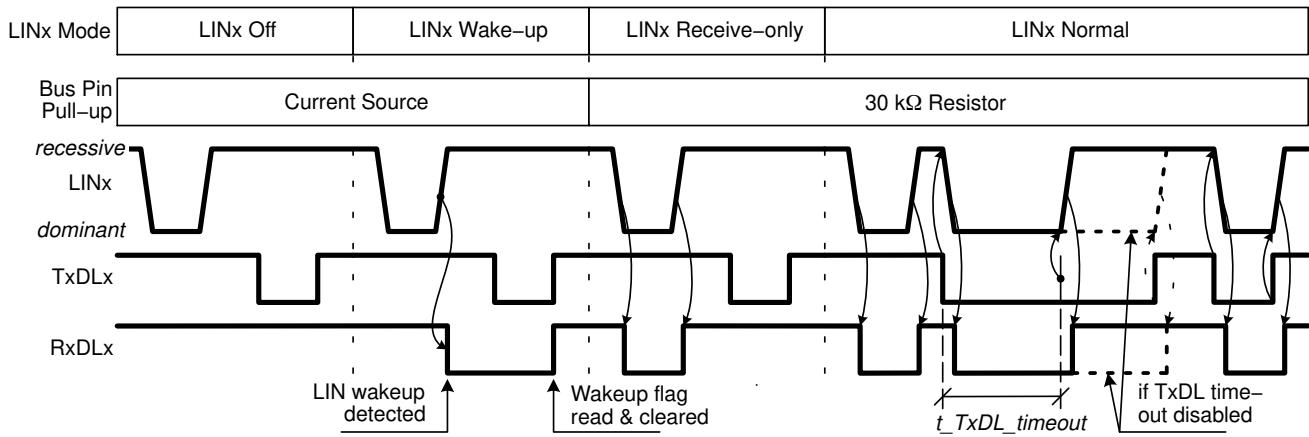 LINx Mode
LINx Off
LINx Wake−up
LINx Receive−only
LINx Normal
Bus Pin
Pull−up
Current Source
30 kΩ Resistor
recessive
LINx
dominant
TxDLx
RxDLx
LIN wakeup
detected
Wakeup flag
read & cleared
t_TxDL_timeout
if TxDL time−
out disabled